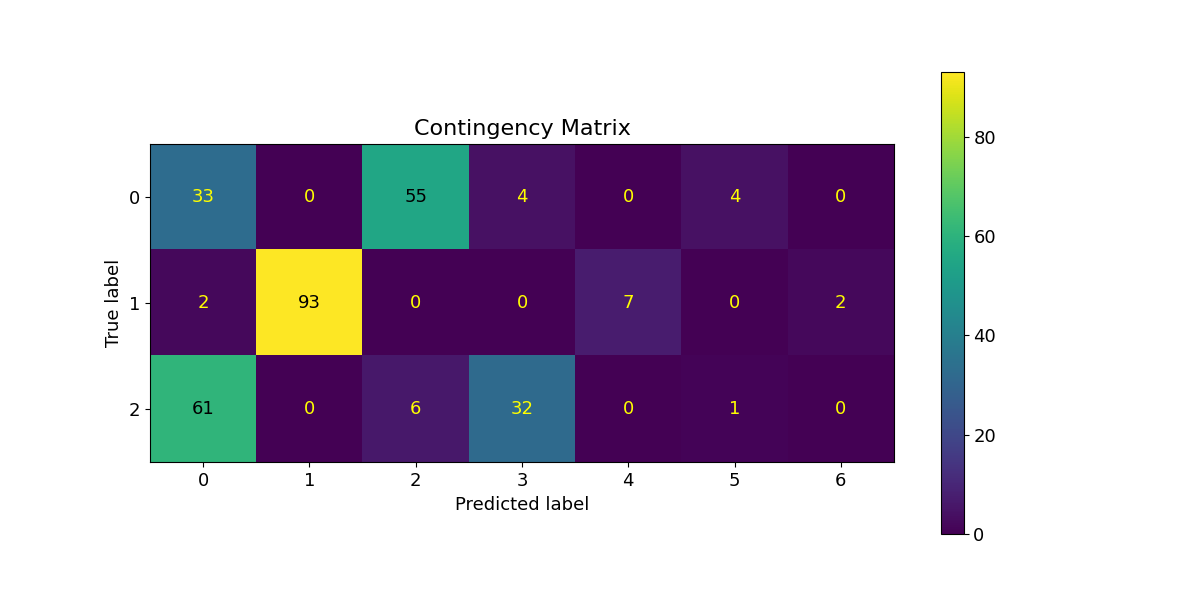 Contingency Matrix
80
60
40
20
0
True label
0 33 0 55 4 0 4 0
1 2 93 0 0 7 0 2
2 61 0 6 32 0 1 0
0 1 2 3 4 5 6
Predicted label